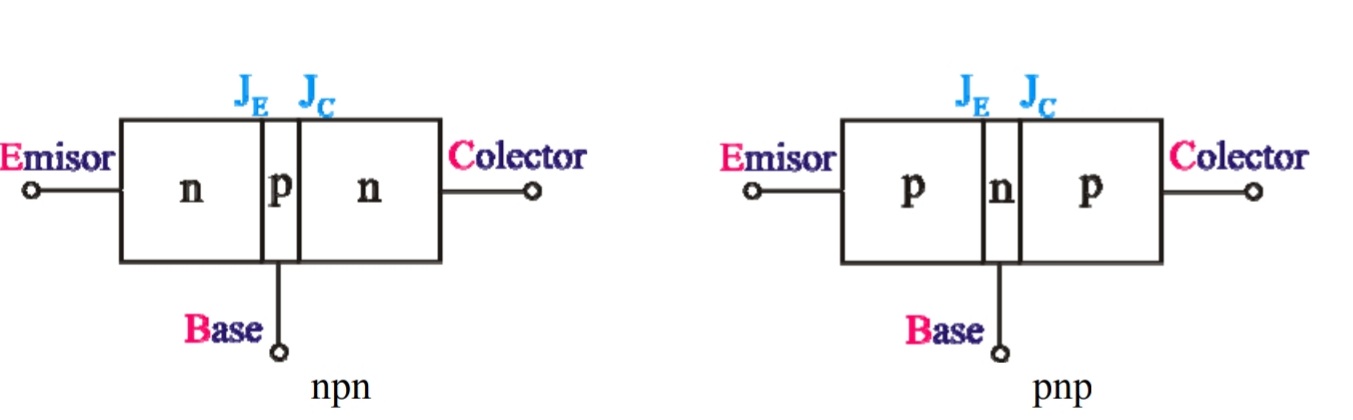 J_E J_C
Emisor n p n Colector
Base
npn
J_E J_C
Emisor p n p Colector
Base
pnp